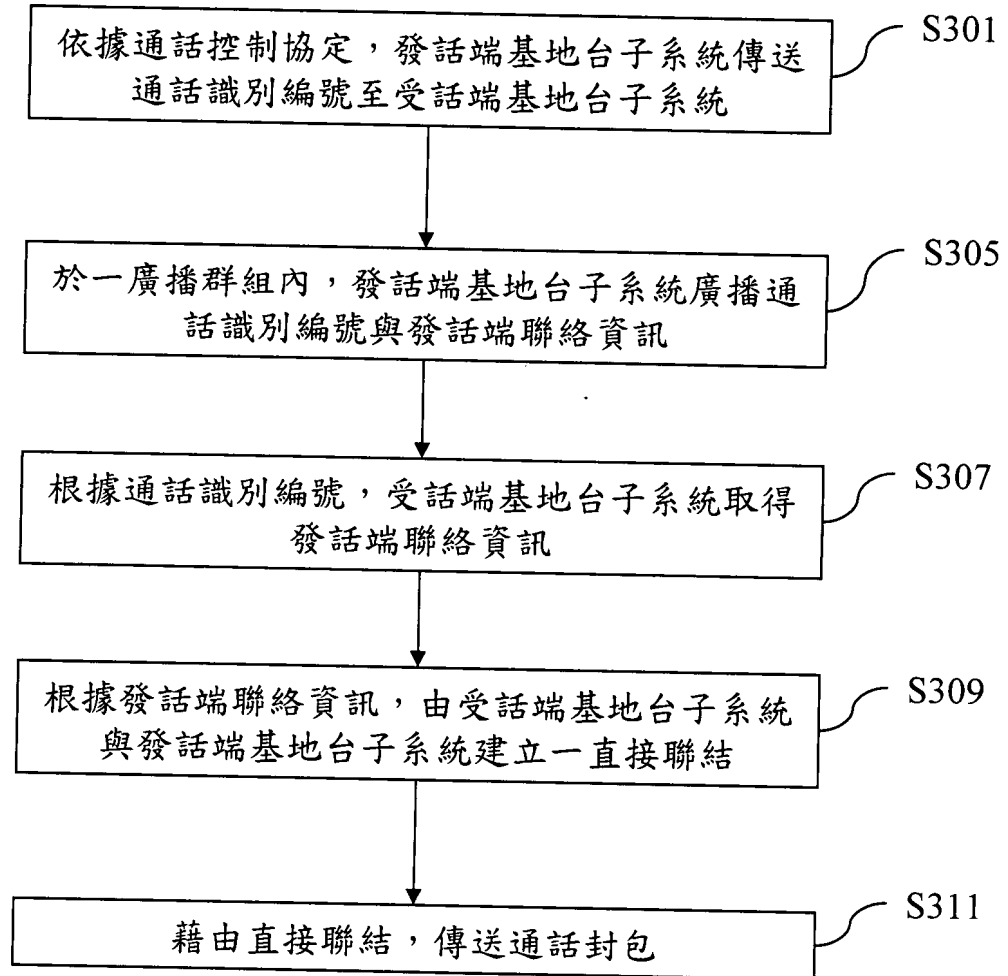 依據通話控制協定，發話端基地台子系統傳送
通話識別編號至受話端基地台子系統
S301
於一廣播群組內，發話端基地台子系統廣播通
話識別編號與發話端聯絡資訊
S305
根據通話識別編號，受話端基地台子系統取得
發話端聯絡資訊
S307
根據發話端聯絡資訊，由受話端基地台子系統
與發話端基地台子系統建立一直接聯結
S309
藉由直接聯結，傳送通話封包
S311